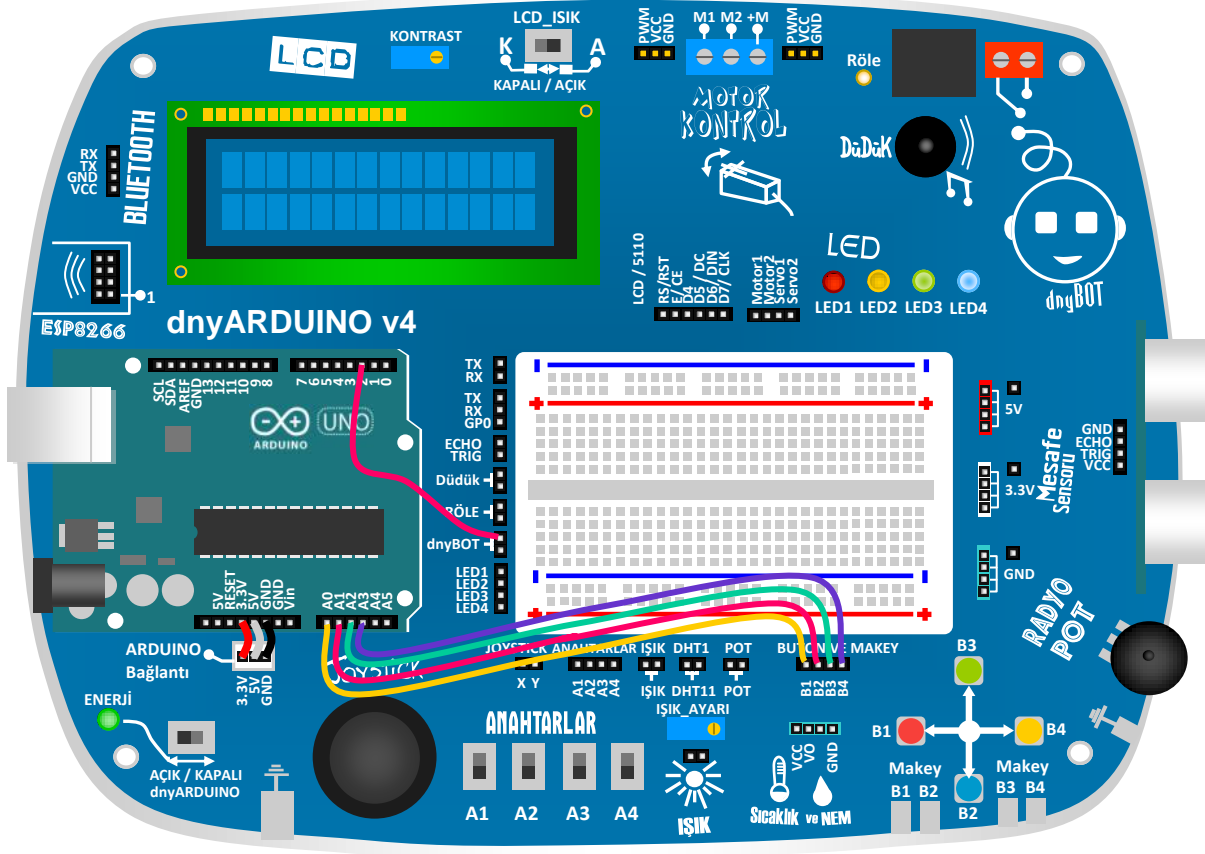 LCD_ISIK
KONTRAST
K A
KAPALI / AÇIK
LCD
PWM
VCC
GND
M1 M2 +M
PWM
VCC
GND
Röle
MOTOR
KONTROL
DüDüK
BLUETOOTH
RX
TX
GND
VCC
1
ESP8266
dnyARDUINO v4
LCD / 5110
RS/RST
E/CE
D4
D5 / DC
D6/ DIN
D7/ CLK
Motor1
Motor2
Servo1
Servo2
LED
LED1 LED2 LED3 LED4
dnyBOT
SCL
SDA
AREF
GND
13
12
11
10
9
8
7
6
5
4
3
2
1
0
UNO
ARDUINO
TX
RX
TX
RX
GP0
ECHO
TRIG
Düdük
RÖLE
dnyBOT
LED1
LED2
LED3
LED4
5V
3.3V
GND
Mesafe
Sensoru
GND
ECHO
TRIG
VCC
RADYO
POT
5V
RESET
3.3V
5V
GND
GND
Vin
A0
A1
A2
A3
A4
A5
ARDUINO
Bağlantı
3.3V
5V
GND
JOYSTICK
JOYSTICK ANAHTARLAR IŞIK DHT1 POT BUTON VE MAKEY
X Y
A1
A2
A3
A4
IŞIK DHT11 POT
B1
B2
B3
B4
IŞIK_AYARI
ENERJİ
AÇIK / KAPALI
dnyARDUINO
ANAHTARLAR
A1 A2 A3 A4
IŞIK
VCC
VO
GND
Sıcaklık ve NEM
B3
B1
B4
B2
Makey
B1 B2
Makey
B3 B4